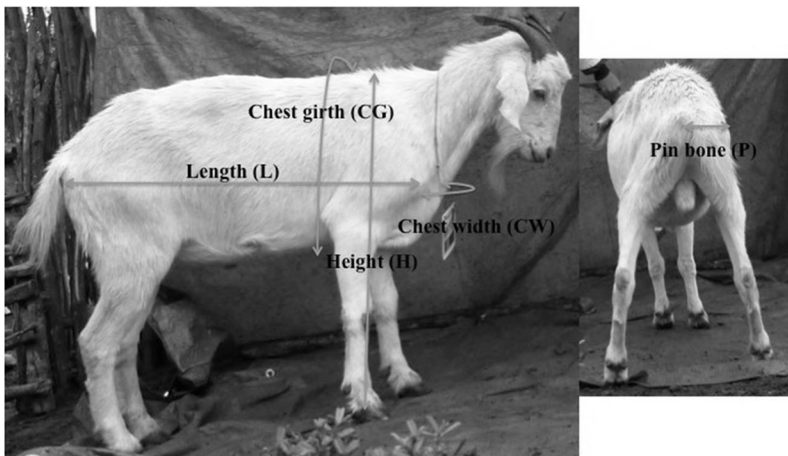 Chest girth (CG)
Length (L)
Pin bone (P)
Chest width (CW)
Height (H)